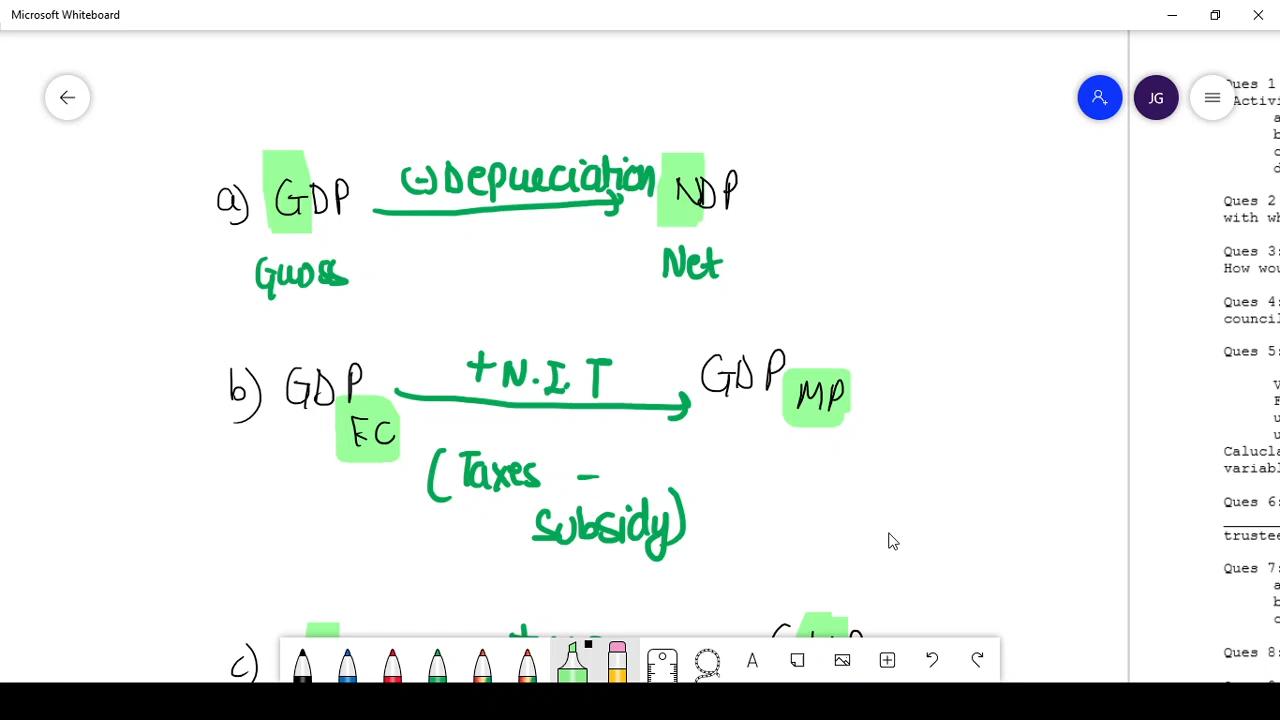 Microsoft Whiteboard
JG
a) GDP (-) Depreciation NDP
Gross Net
b) GDP FC + N.I.T GDP MP
(Taxes -
subsidy)
c)
A
Ques 1
Activi
a
b
c
d
Ques 2
with wh
Ques 3:
How wou
Ques 4:
council
Ques 5:
V
F
u
u
Calucla
variabl
Ques 6:
trustee
Ques 7:
a
b
c
Ques 8: